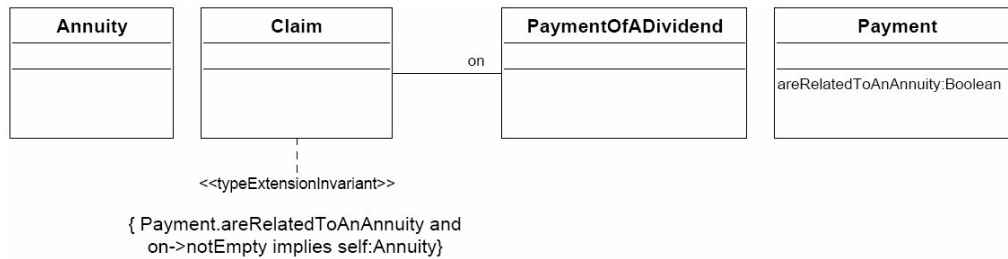 Annuity
Claim
PaymentOfADividend
Payment
on
areRelatedToAnAnnuity:Boolean
<<typeExtensionInvariant>>
{ Payment.areRelatedToAnAnnuity and
on->notEmpty implies self:Annuity}